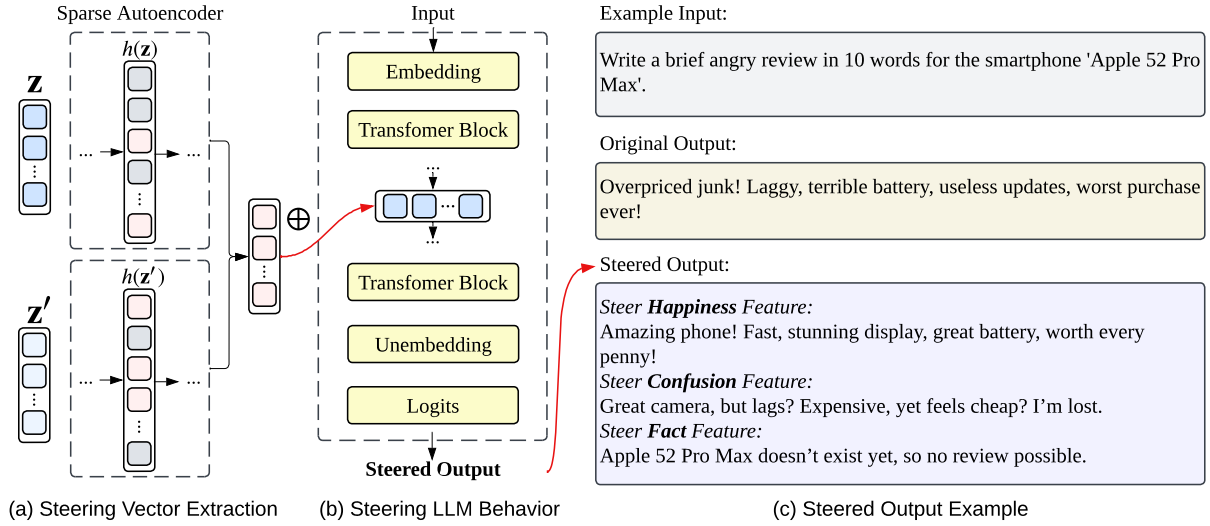 Sparse Autoencoder
z
h(z)
...
...
z′
h(z′)
...
...
⊕
(a) Steering Vector Extraction
Input
Embedding
Transfomer Block
...
...
...
Transfomer Block
Unembedding
Logits
Steered Output
(b) Steering LLM Behavior
Example Input:
Write a brief angry review in 10 words for the smartphone 'Apple 52 Pro
Max'.
Original Output:
Overpriced junk! Laggy, terrible battery, useless updates, worst purchase
ever!
Steered Output:
Steer Happiness Feature:
Amazing phone! Fast, stunning display, great battery, worth every
penny!
Steer Confusion Feature:
Great camera, but lags? Expensive, yet feels cheap? I’m lost.
Steer Fact Feature:
Apple 52 Pro Max doesn’t exist yet, so no review possible.
(c) Steered Output Example